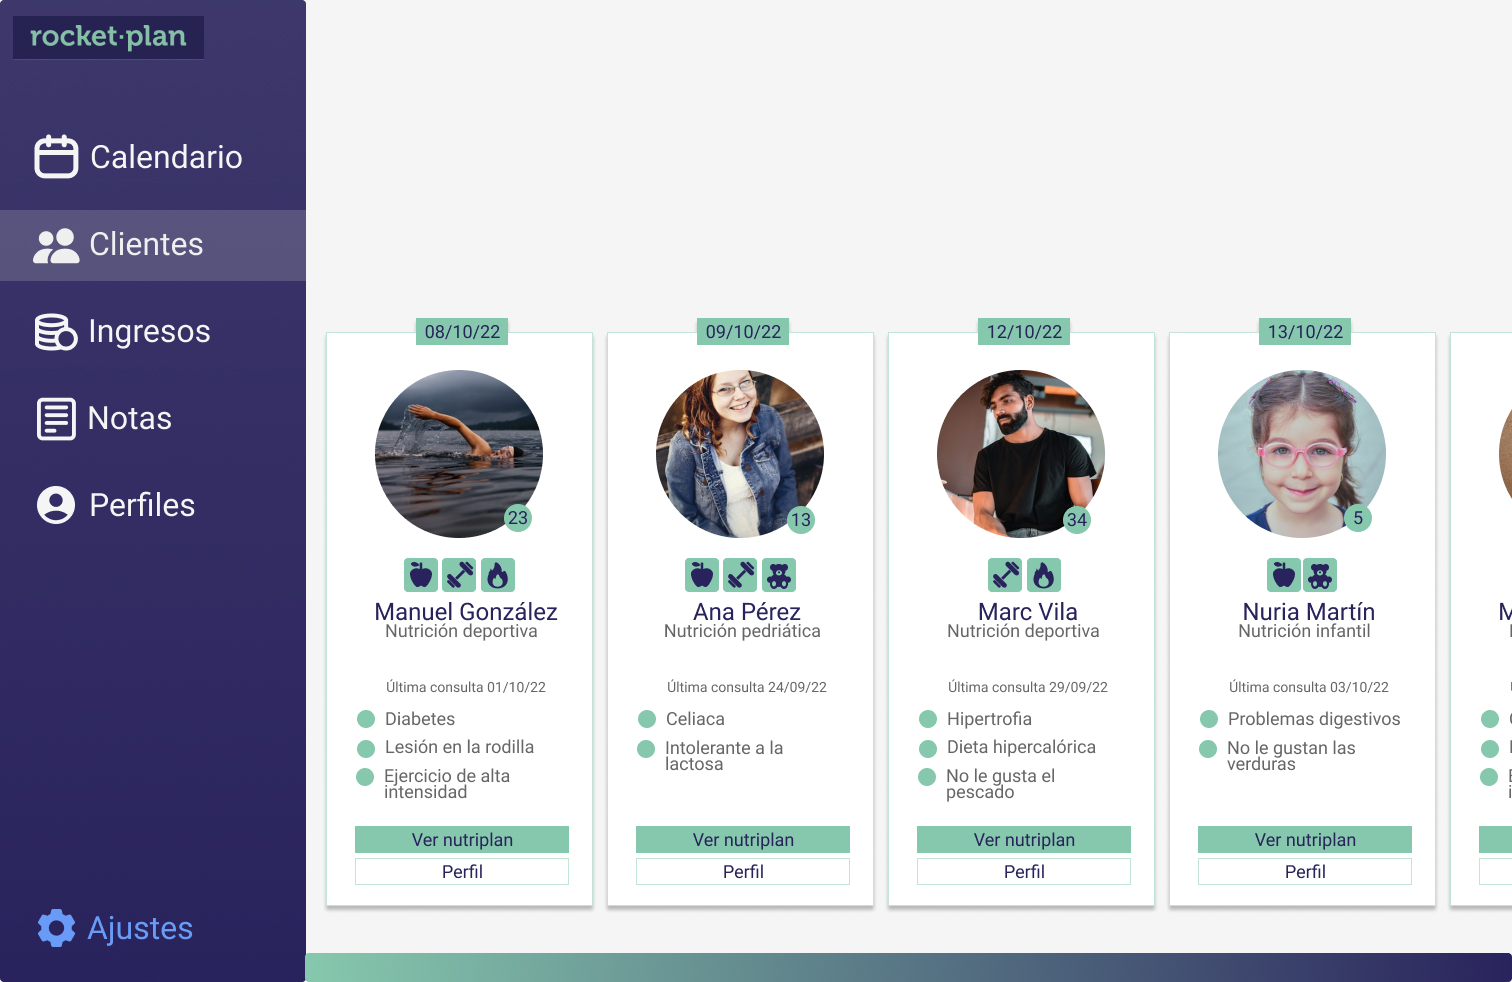 rocket·plan
Calendario
Clientes
Ingresos
Notas
Perfiles
Ajustes
08/10/22
23
Manuel González
Nutrición deportiva
Última consulta 01/10/22
Diabetes
Lesión en la rodilla
Ejercicio de alta
intensidad
Ver nutriplan
Perfil
09/10/22
13
Ana Pérez
Nutrición pedriática
Última consulta 24/09/22
Celiaca
Intolerante a la
lactosa
Ver nutriplan
Perfil
12/10/22
34
Marc Vila
Nutrición deportiva
Última consulta 29/09/22
Hipertrofia
Dieta hipercalórica
No le gusta el
pescado
Ver nutriplan
Perfil
13/10/22
5
Nuria Martín
Nutrición infantil
Última consulta 03/10/22
Problemas digestivos
No le gustan las
verduras
Ver nutriplan
Perfil